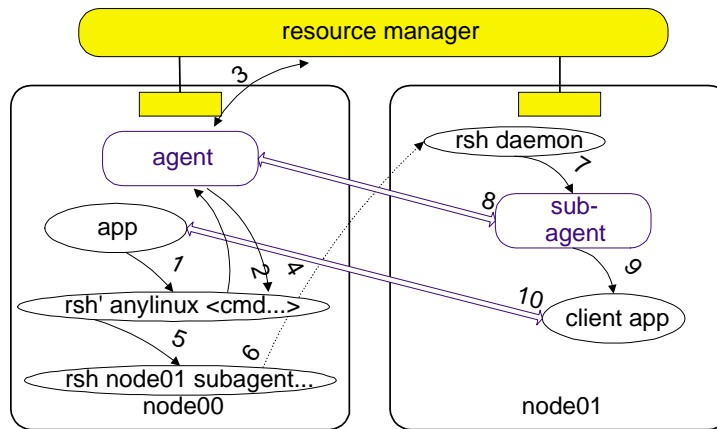 resource manager
3
agent
rsh daemon
7
8
sub-
agent
app
1
2
4
9
rsh' anylinux <cmd...>
10
client app
5
6
rsh node01 subagent...
node00
node01